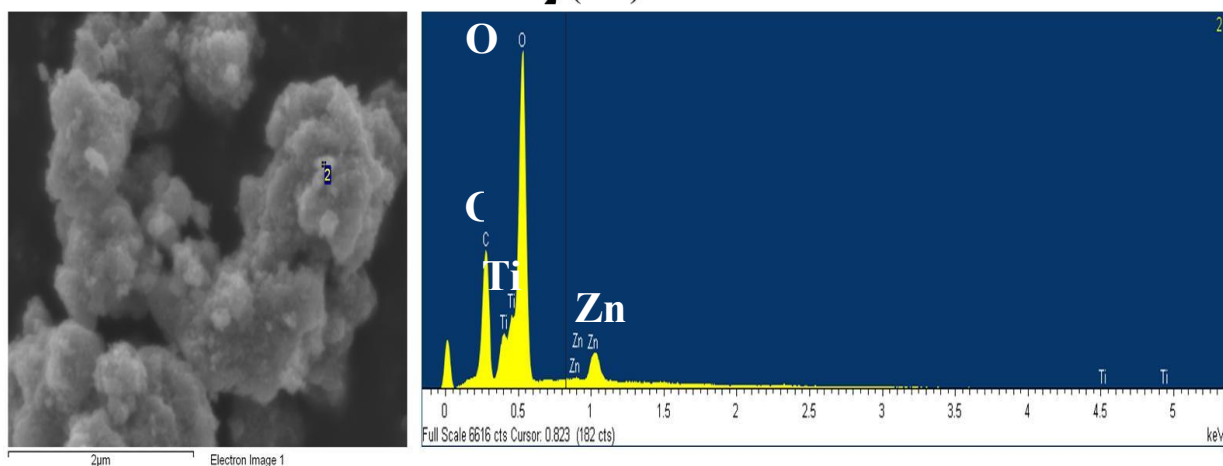 2
O
O
2
C
C
Ti
Ti
Ti
Zn
Zn Zn
Zn
Ti Ti
0 0.5 1 1.5 2 2.5 3 3.5 4 4.5 5
Full Scale 6616 cts Cursor: 0.823 (182 cts) keV
2µm Electron Image 1